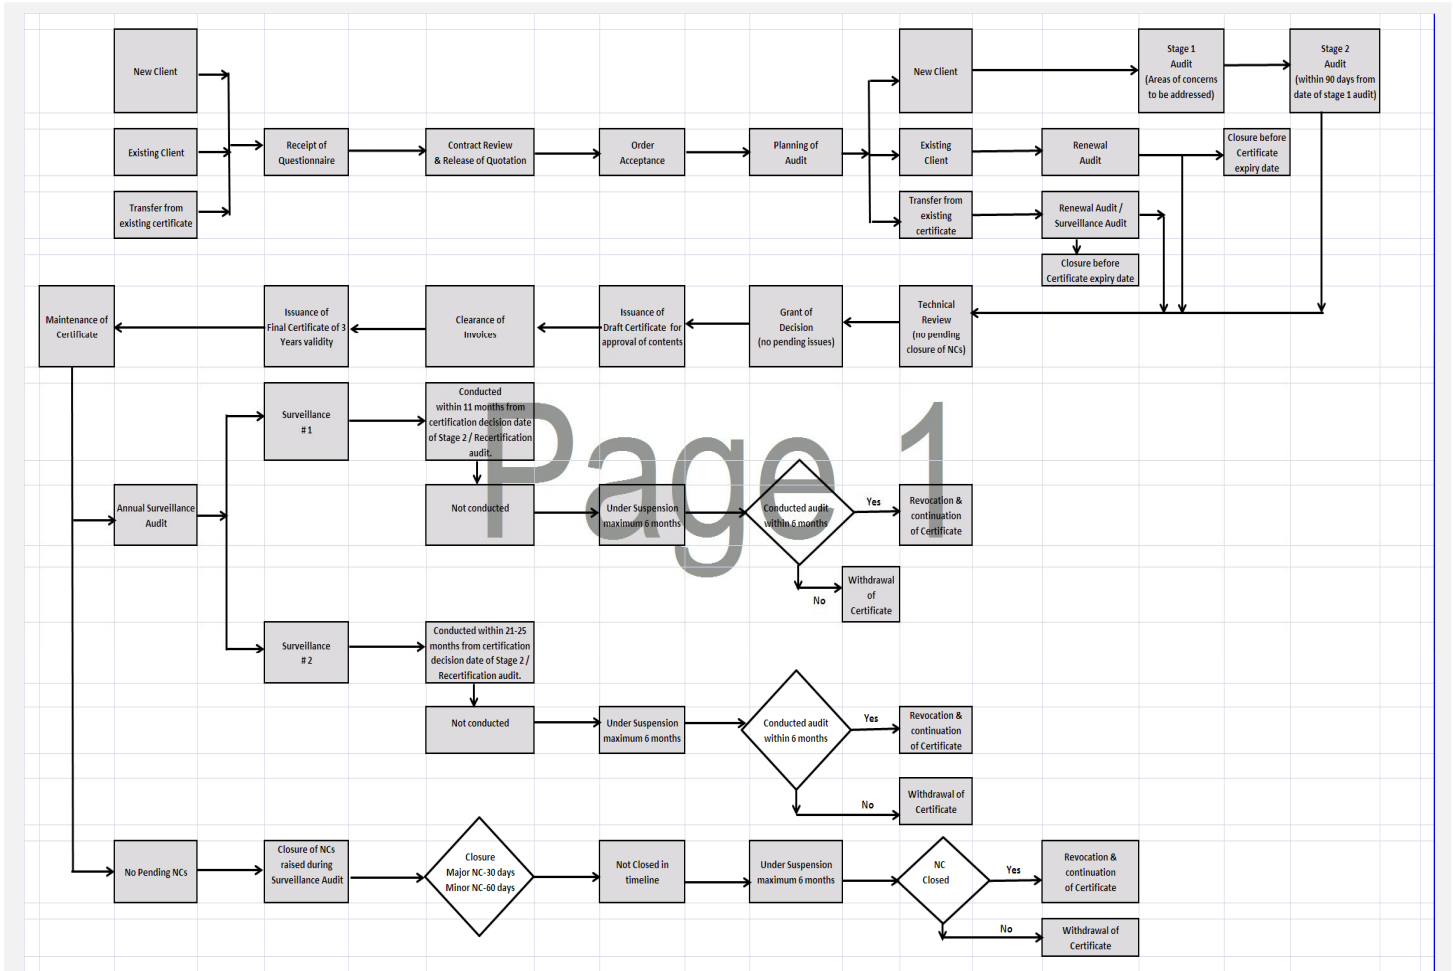 New Client
Existing Client
Transfer from
existing certificate
Receipt of
Questionnaire
Contract Review
& Release of Quotation
Order
Acceptance
Planning of
Audit
New Client
Stage 1
Audit
(Areas of concerns
to be addressed)
Stage 2
Audit
(within 90 days from
date of stage 1 audit)
Existing
Client
Renewal
Audit
Closure before
Certificate
expiry date
Transfer from
existing
certificate
Renewal Audit /
Surveillance Audit
Closure before
Certificate expiry date
Technical
Review
(no pending
closure of NCs)
Grant of
Decision
(no pending issues)
Issuance of
Draft Certificate for
approval of contents
Clearance of
Invoices
Issuance of
Final Certificate of 3
Years validity
Maintenance of
Certificate
Page 1
Annual Surveillance
Audit
Surveillance
# 1
Conducted
within 11 months from
certification decision date
of Stage 2 / Recertification
audit.
Not conducted
Under Suspension
maximum 6 months
Conducted audit
within 6 months
Yes
Revocation &
continuation
of Certificate
No
Withdrawal
of
Certificate
Surveillance
# 2
Conducted within 21-25
months from certification
decision date of Stage 2 /
Recertification audit.
Not conducted
Under Suspension
maximum 6 months
Conducted audit
within 6 months
Yes
Revocation &
continuation
of Certificate
No
Withdrawal of
Certificate
No Pending NCs
Closure of NCs
raised during
Surveillance Audit
Closure
Major NC-30 days
Minor NC-60 days
Not Closed in
timeline
Under Suspension
maximum 6 months
NC
Closed
Yes
Revocation &
continuation
of Certificate
No
Withdrawal of
Certificate